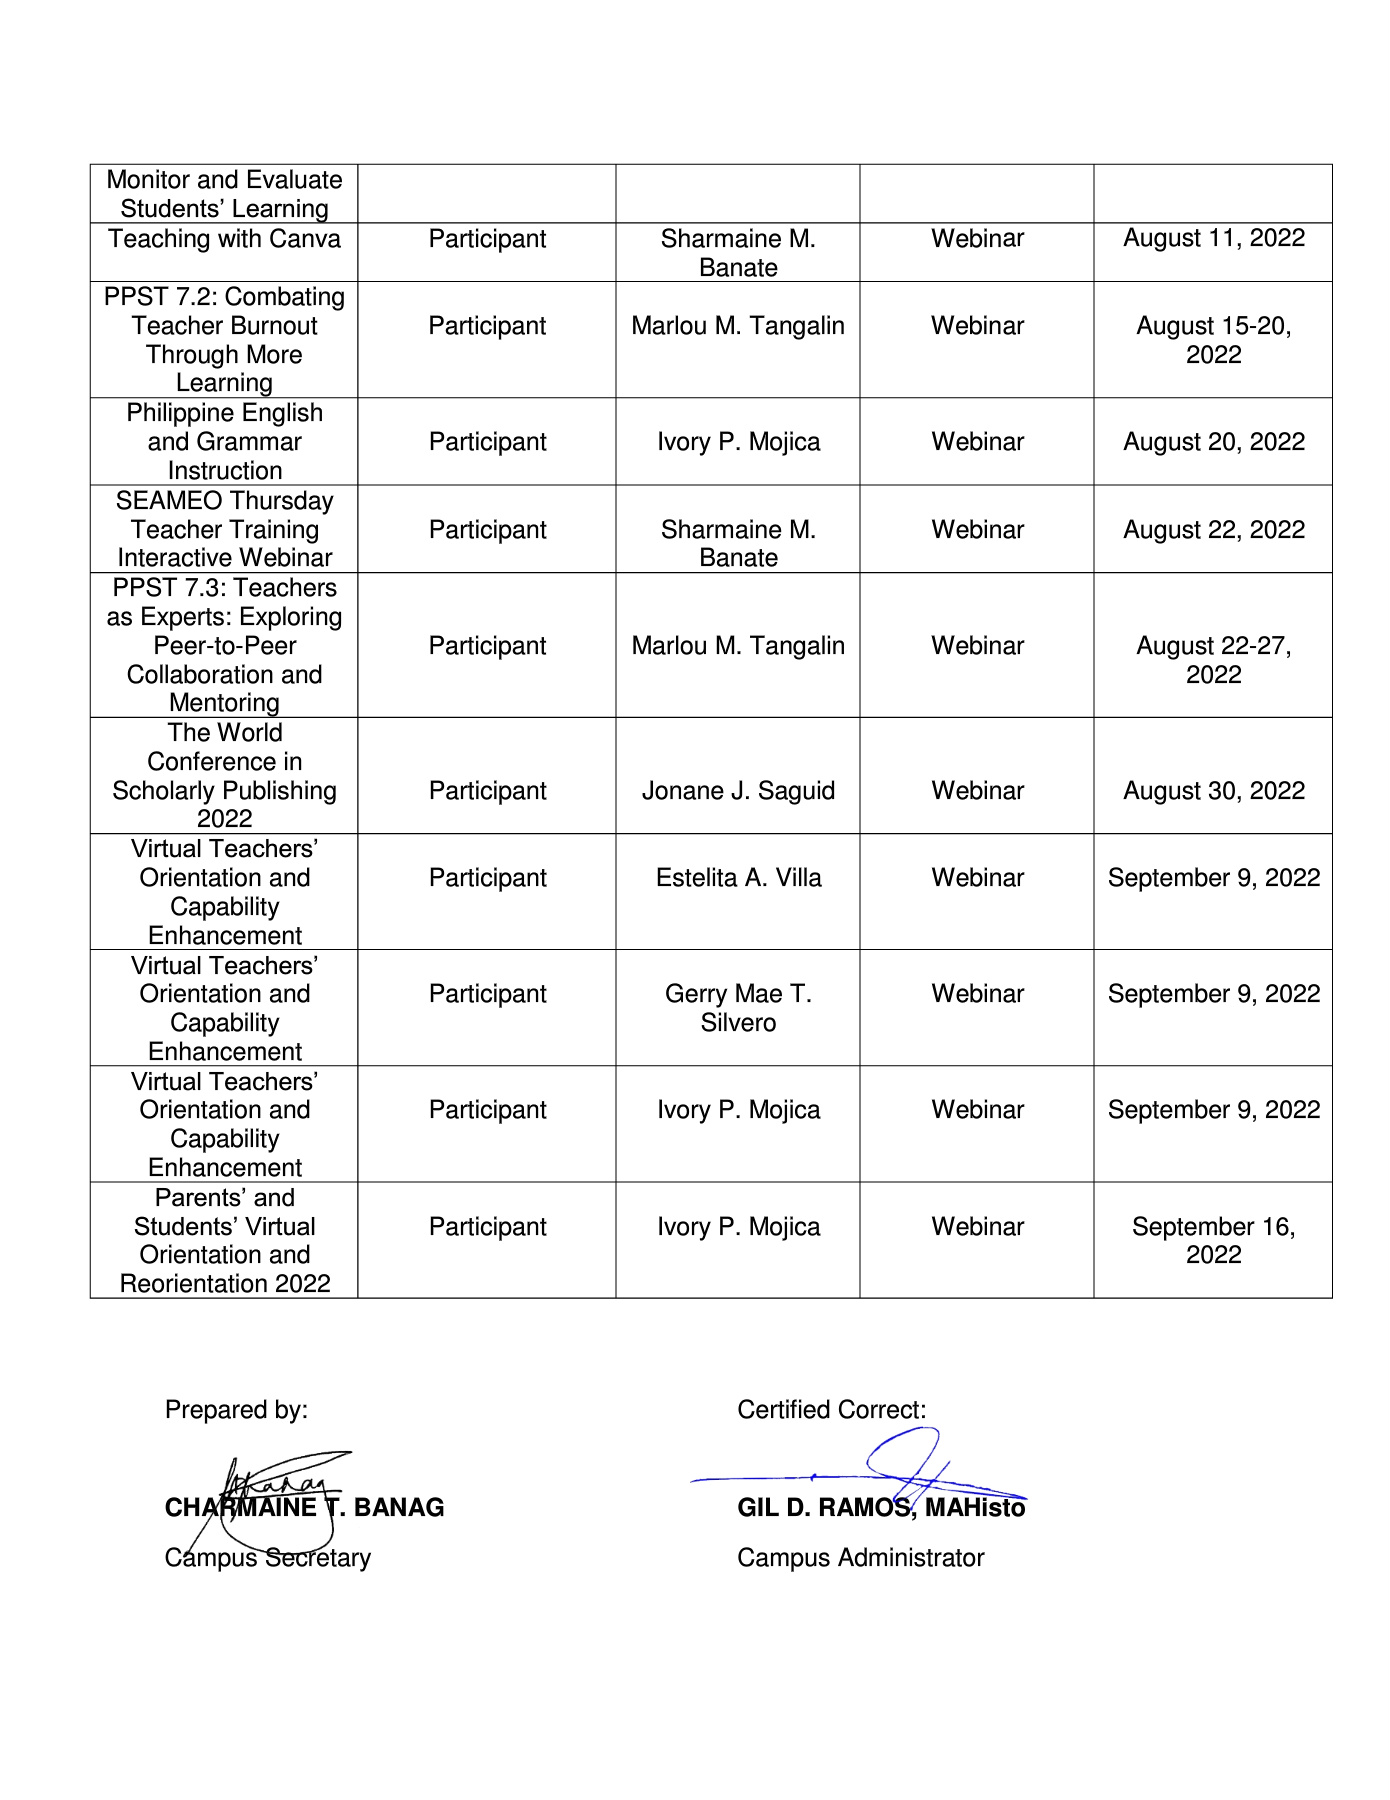 Monitor and Evaluate
Students’ Learning
Teaching with Canva Participant Sharmaine M. Webinar August 11, 2022
Banate
PPST 7.2: Combating
Teacher Burnout Participant Marlou M. Tangalin Webinar August 15-20,
Through More 2022
Learning
Philippine English
and Grammar Participant Ivory P. Mojica Webinar August 20, 2022
Instruction
SEAMEO Thursday
Teacher Training Participant Sharmaine M. Webinar August 22, 2022
Interactive Webinar Banate
PPST 7.3: Teachers
as Experts: Exploring
Peer-to-Peer Participant Marlou M. Tangalin Webinar August 22-27,
Collaboration and 2022
Mentoring
The World
Conference in
Scholarly Publishing Participant Jonane J. Saguid Webinar August 30, 2022
2022
Virtual Teachers’
Orientation and Participant Estelita A. Villa Webinar September 9, 2022
Capability
Enhancement
Virtual Teachers’
Orientation and Participant Gerry Mae T. Webinar September 9, 2022
Capability Silvero
Enhancement
Virtual Teachers’
Orientation and Participant Ivory P. Mojica Webinar September 9, 2022
Capability
Enhancement
Parents’ and
Students’ Virtual Participant Ivory P. Mojica Webinar September 16,
Orientation and 2022
Reorientation 2022
Prepared by: Certified Correct:
CHARMAINE T. BANAG GIL D. RAMOS, MAHisto
Campus Secretary Campus Administrator